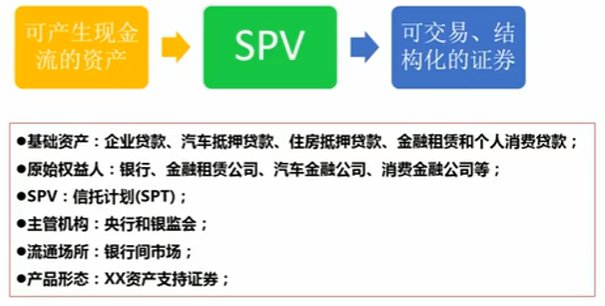 可产生现金
流的资产
SPV
可交易、结
构化的证券
●基础资产：企业贷款、汽车抵押贷款、住房抵押贷款、金融租赁和个人消费贷款；
●原始权益人：银行、金融租赁公司、汽车金融公司、消费金融公司等；
●SPV：信托计划(SPT)；
●主管机构：央行和银监会；
●流通场所：银行间市场；
●产品形态：XX资产支持证券；